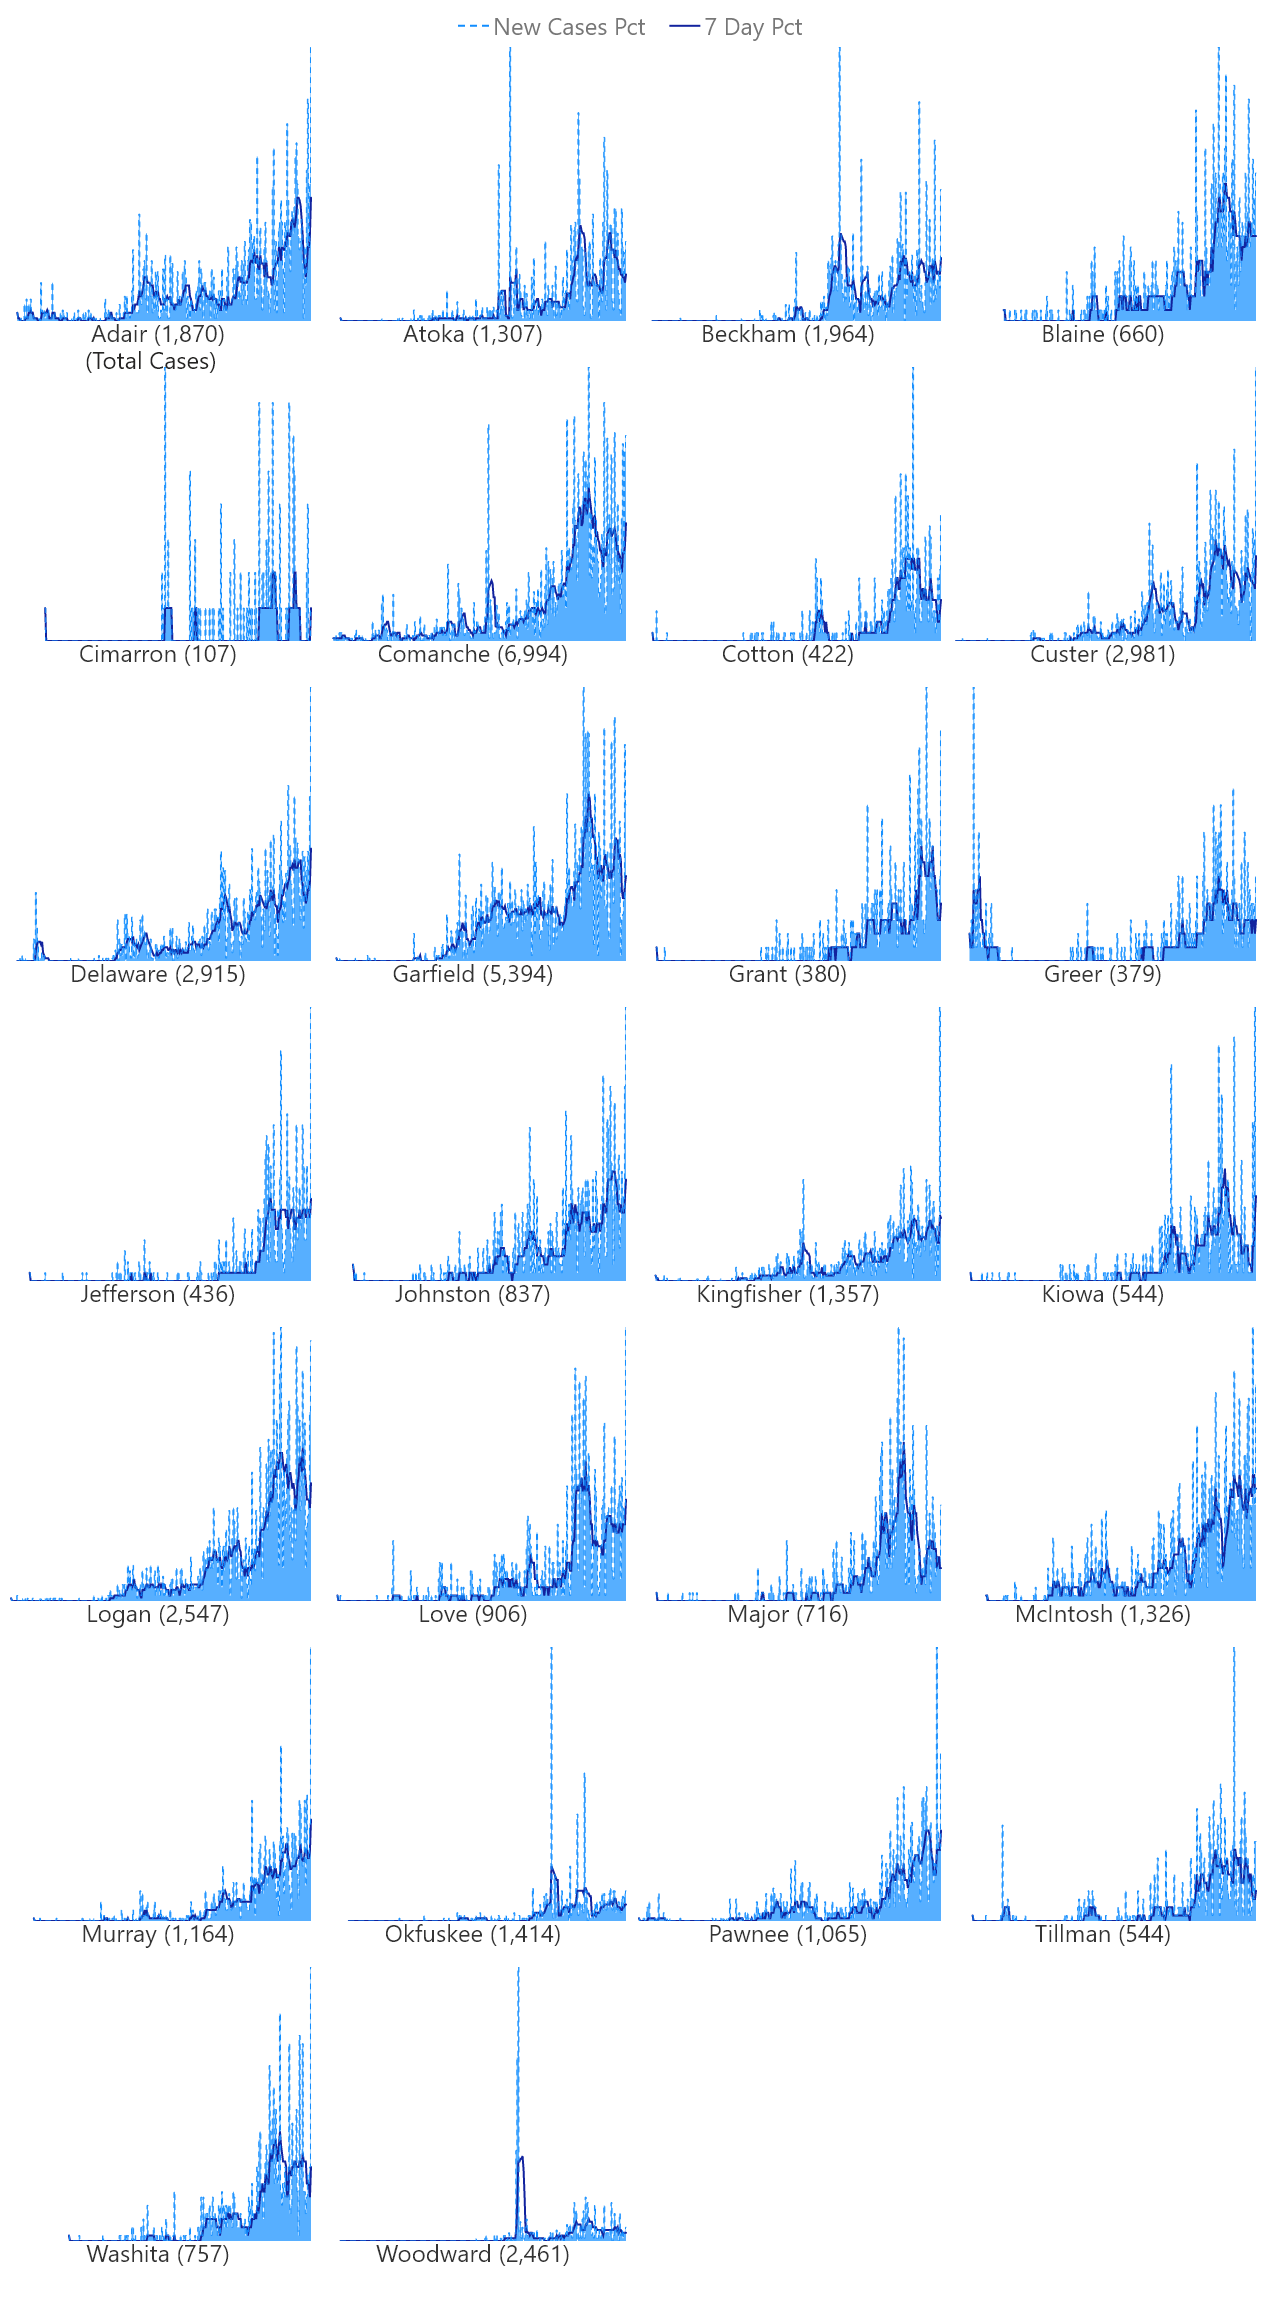 New Cases Pct 7 Day Pct
Adair (1,870) Atoka (1,307) Beckham (1,964) Blaine (660)
(Total Cases)
Cimarron (107) Comanche (6,994) Cotton (422) Custer (2,981)
Delaware (2,915) Garfield (5,394) Grant (380) Greer (379)
Jefferson (436) Johnston (837) Kingfisher (1,357) Kiowa (544)
Logan (2,547) Love (906) Major (716) McIntosh (1,326)
Murray (1,164) Okfuskee (1,414) Pawnee (1,065) Tillman (544)
Washita (757) Woodward (2,461)